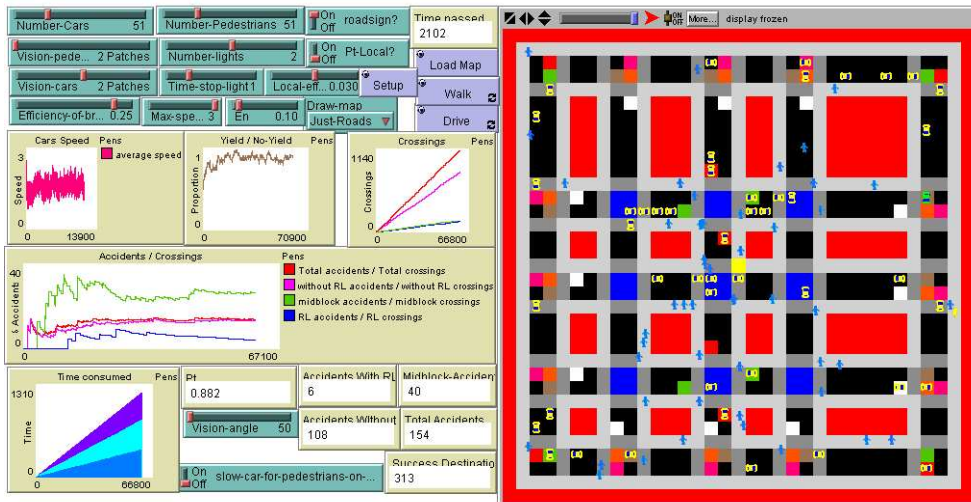 Number-Cars 51
Number-Pedestrians 51
On
Off
roadsign?
Time passed
2102
Vision-pede... 2 Patches
Number-lights 2
On
Off
Pt-Local?
Load Map
Vision-cars 2 Patches
Time-stop-light 1
Local-eff... 0.030
Setup
Walk
Efficiency-of-br... 0.25
Max-spe... 3
En 0.10
Draw-map
Just-Roads
Drive
Cars Speed
Pens
average speed
3
Speed
0
0
13900
Yield / No-Yield
Pens
1
Proportion
0
0
70900
Crossings
Pens
1140
Crossings
0
0
66800
Accidents / Crossings
Pens
40
% Accidents
0
0
67100
Total accidents / Total crossings
without RL accidents / without RL crossings
midblock accidents / midblock crossings
RL accidents / RL crossings
Time consumed
Pens
1310
Time
0
0
66800
Pt
0.882
Accidents With RL
6
Midblock-Acciden
40
Vision-angle 50
Accidents Without
108
Total Accidents
154
On
Off
slow-car-for-pedestrians-on-...
Success Destinatio
313
ON
OFF
More...
display frozen